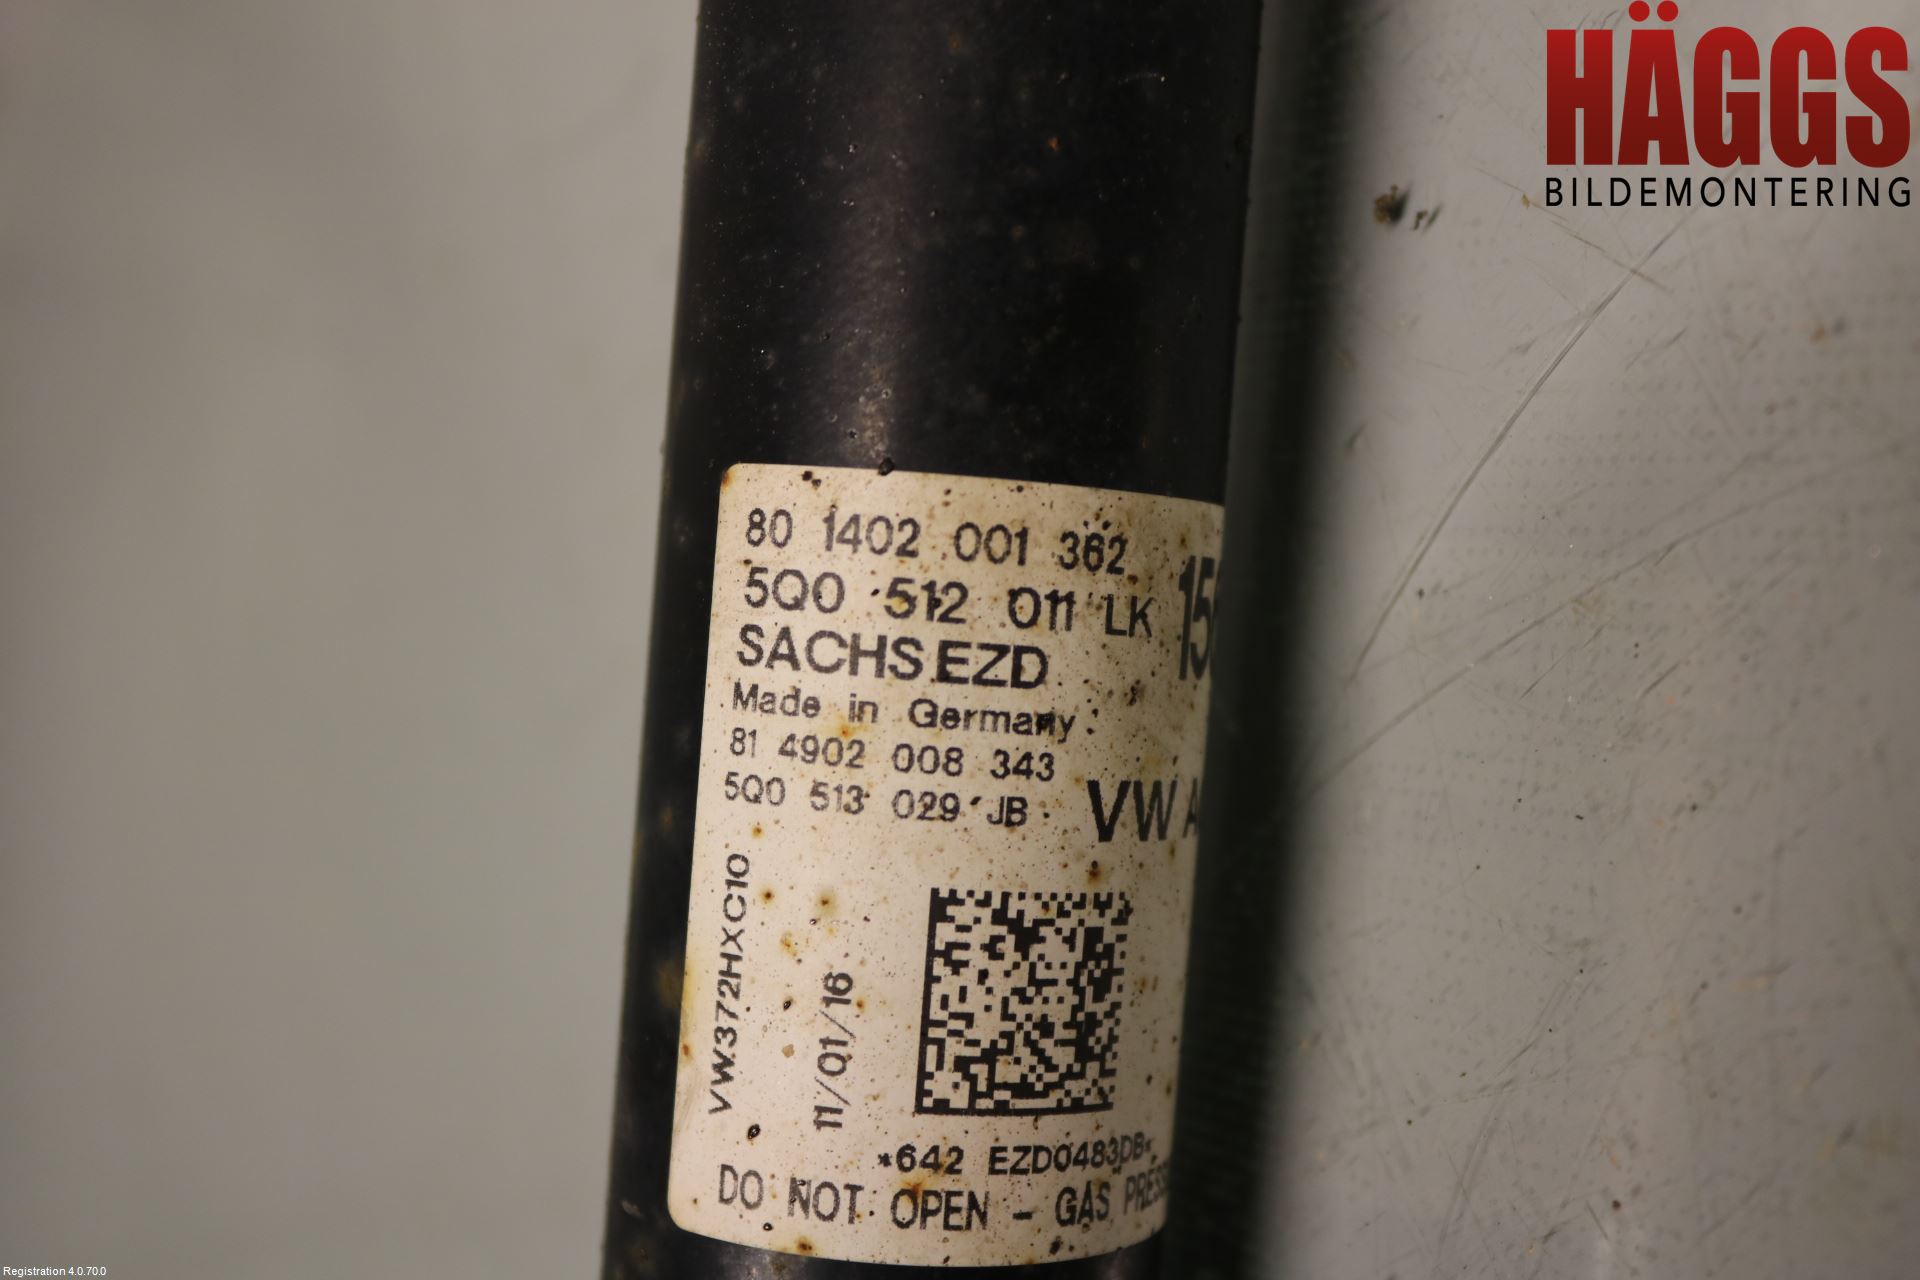 HÄGGS
BILDEMONTERING
80 1402 001 362
5Q0 512 011 LK
SACHS EZD
Made in Germany
81 4902 008 343
5Q0 513 029 JB
VW
VW372HXC10
11/01/16
*642 EZD0483DB*
DO NOT OPEN - GAS
Registration 4.0.70.0